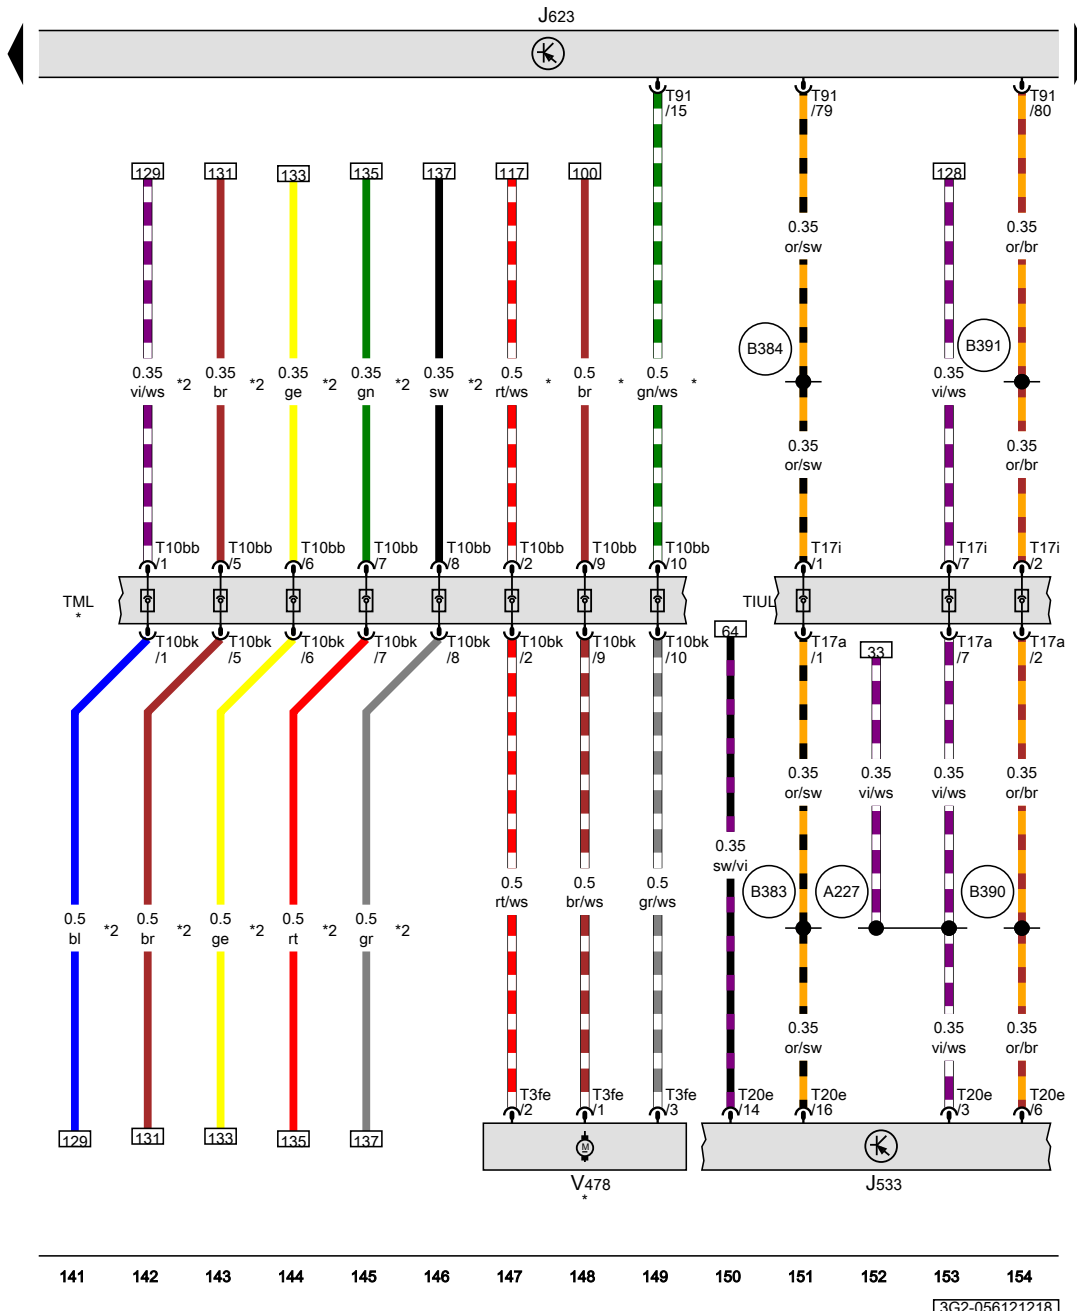 J623
T91 T91 T91
/15 /79 /80
129 131 133 135 137 117 100 128
0.35 0.35
or/sw or/br
B384 B391
0.35 0.35 0.35 0.35 0.35 0.5 0.5 0.5 0.35
vi/ws *2 br *2 ge *2 gn *2 sw *2 rt/ws * br * gn/ws * vi/ws
0.35 0.35
or/sw or/br
T10bb T10bb T10bb T10bb T10bb T10bb T10bb T10bb T17i T17i T17i
/1 /5 /6 /7 /8 /2 /9 /10 /1 /7 /2
TML TIUL
*
64
T10bk T10bk T10bk T10bk T10bk T10bk T10bk T10bk T17a T17a T17a
/1 /5 /6 /7 /8 /2 /9 /10 /1 /7 /2
33
0.35 0.35 0.35 0.35
or/sw vi/ws vi/ws or/br
0.35
sw/vi
0.5 0.5 0.5
rt/ws br/ws gr/ws
B383 A227 B390
0.5 0.5 0.5 0.5 0.5
bl *2 br *2 ge *2 rt *2 gr *2
0.35 0.35 0.35
or/sw vi/ws or/br
T3fe T3fe T3fe T20e T20e T20e T20e
/2 /1 /3 /14 /16 /3 /6
129 131 133 135 137
M
V478 J533
*
141 142 143 144 145 146 147 148 149 150 151 152 153 154
3G2-056121218